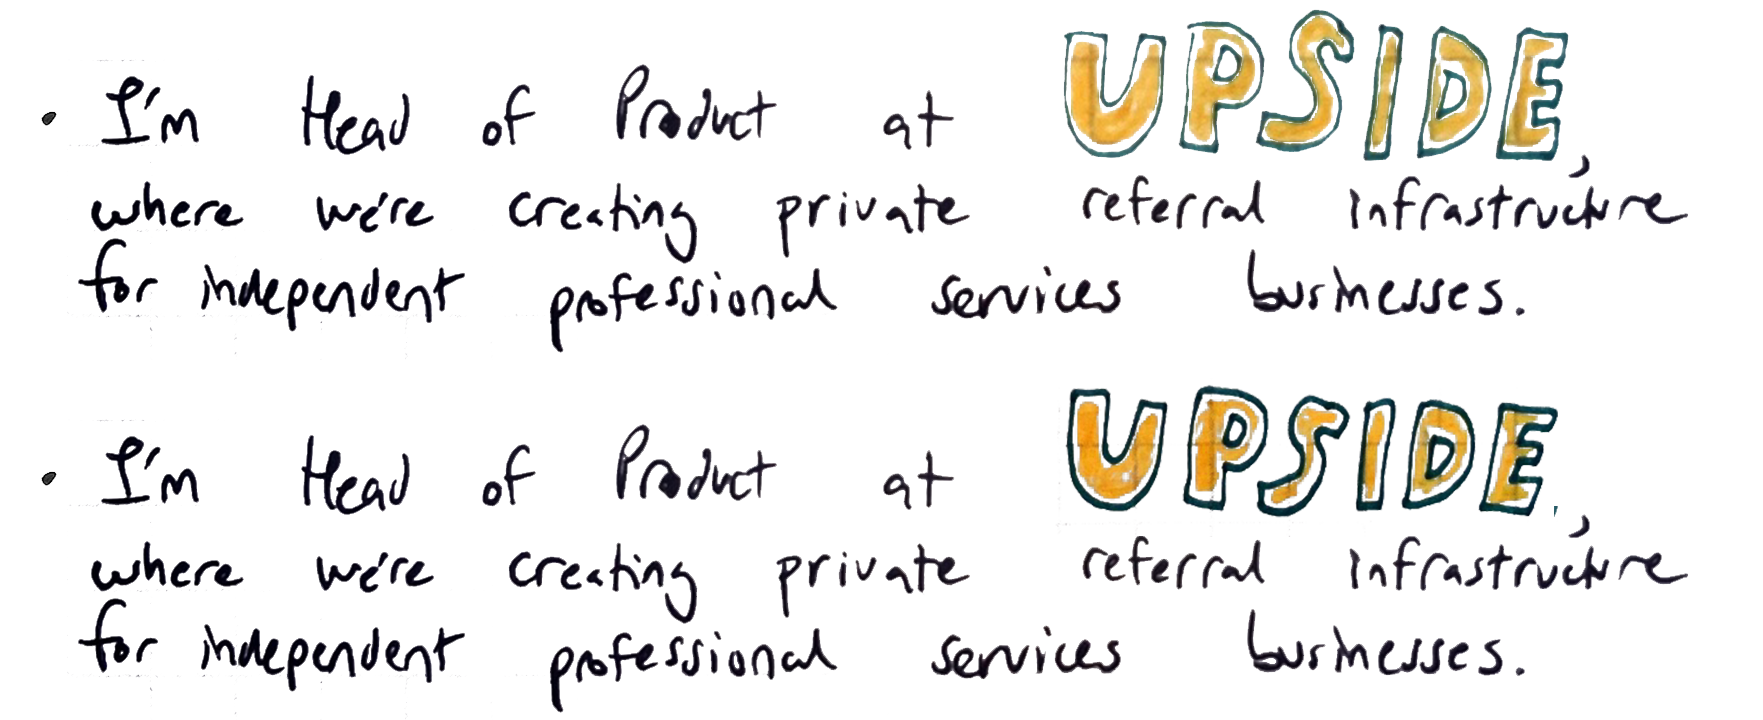 • I'm Head of Product at UPSIDE,
where we're creating private referral infrastructure
for independent professional services businesses.
• I'm Head of Product at UPSIDE,
where we're creating private referral infrastructure
for independent professional services businesses.